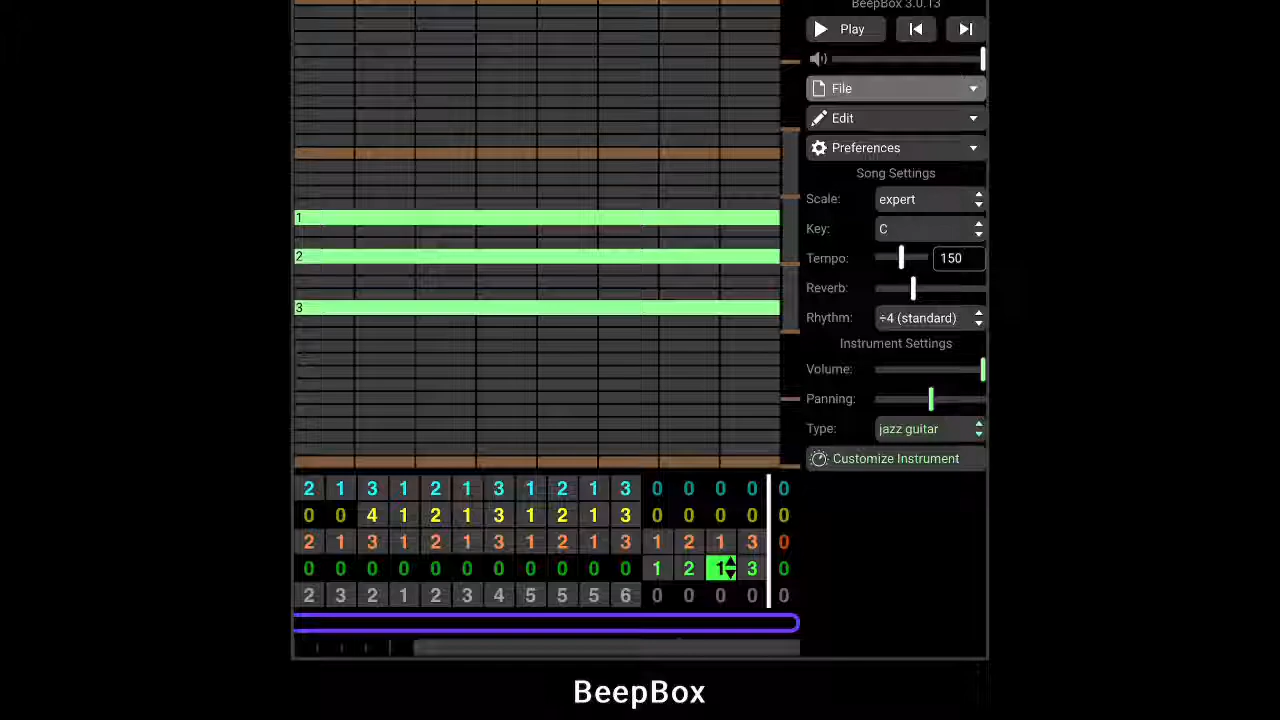 BeepBox 3.0.13
Play
File
Edit
Preferences
Song Settings
Scale: expert
Key: C
Tempo: 150
Reverb:
Rhythm: ÷4 (standard)
Instrument Settings
Volume:
Panning:
Type: jazz guitar
Customize Instrument
1
2
3
2 1 3 1 2 1 3 1 2 1 3 0 0 0 0 0
0 0 4 1 2 1 3 1 2 1 3 0 0 0 0 0
2 1 3 1 2 1 3 1 2 1 3 1 2 1 3 0
0 0 0 0 0 0 0 0 0 0 0 1 2 1 3 0
2 3 2 1 2 3 4 5 5 5 6 0 0 0 0 0
BeepBox